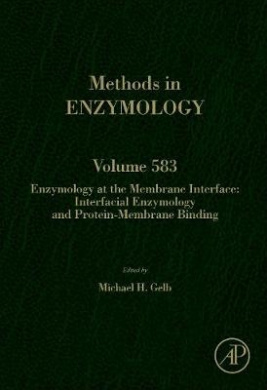 Methods in
ENZYMOLOGY
Volume 583
Enzymology at the Membrane Interface:
Interfacial Enzymology
and Protein-Membrane Binding
Edited by
Michael H. Gelb
AP